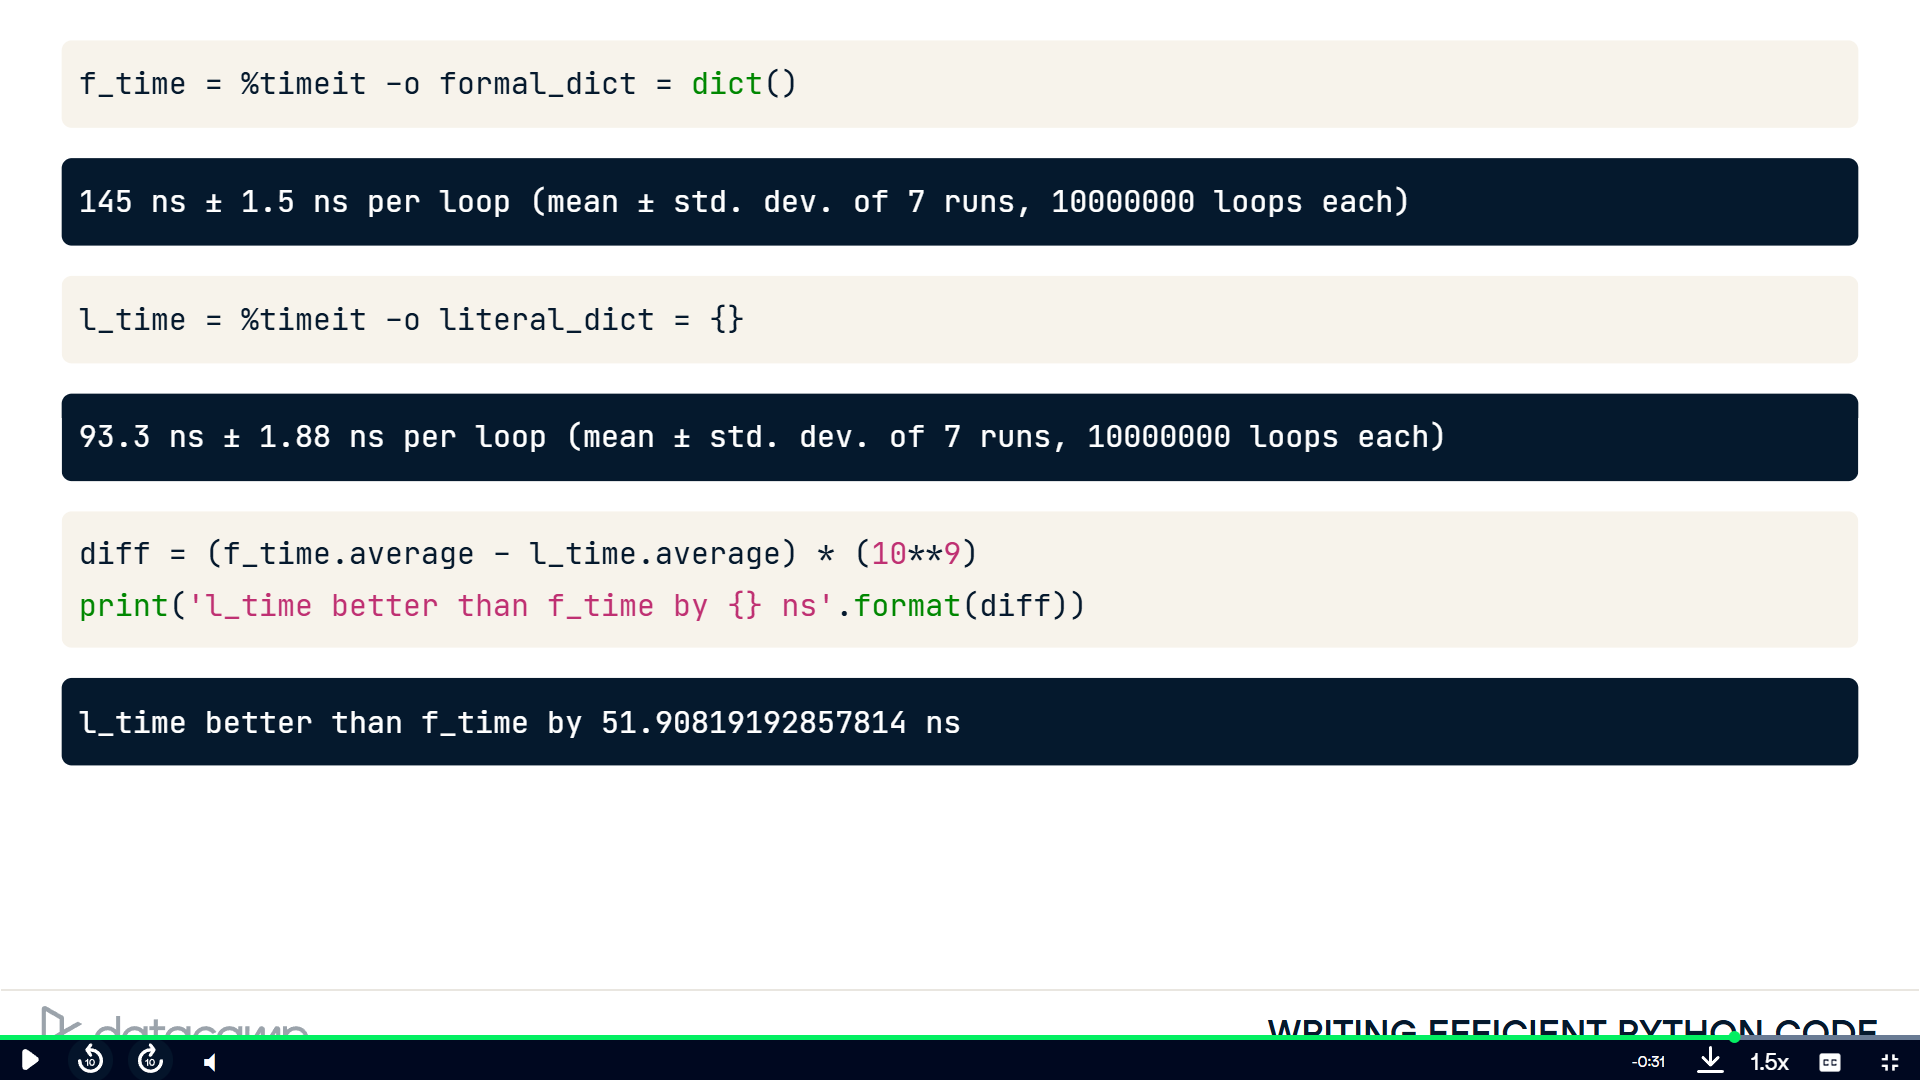 f_time = %timeit -o formal_dict = dict()
145 ns ± 1.5 ns per loop (mean ± std. dev. of 7 runs, 10000000 loops each)
l_time = %timeit -o literal_dict = {}
93.3 ns ± 1.88 ns per loop (mean ± std. dev. of 7 runs, 10000000 loops each)
diff = (f_time.average - l_time.average) * (10**9)
print('l_time better than f_time by {} ns'.format(diff))
l_time better than f_time by 51.90819192857814 ns
datacamp
WRITING EFFICIENT PYTHON CODE
10
10
-0:31
1.5x
CC